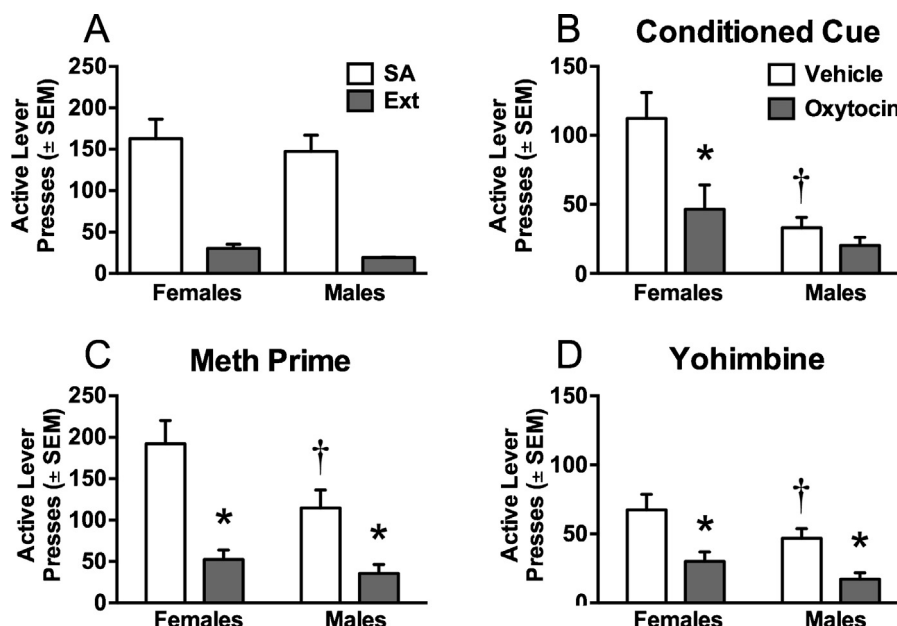 A
Active Lever
Presses (± SEM)
250
200
150
100
50
0
SA
Ext
Females
Males
B
Conditioned Cue
Active Lever
Presses (± SEM)
150
100
50
0
Vehicle
Oxytocin
*
†
Females
Males
C
Meth Prime
Active Lever
Presses (± SEM)
250
200
150
100
50
0
*
†
*
Females
Males
D
Yohimbine
Active Lever
Presses (± SEM)
150
100
50
0
*
†
*
Females
Males